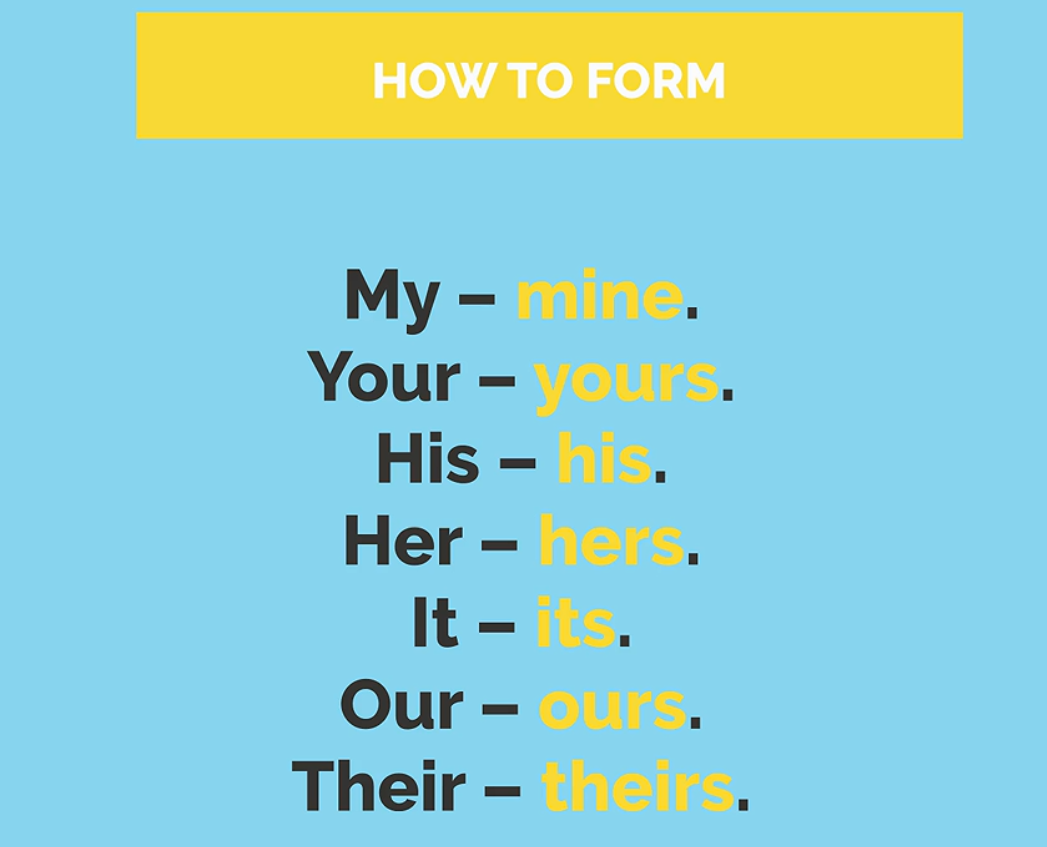 HOW TO FORM
My – mine.
Your – yours.
His – his.
Her – hers.
It – its.
Our – ours.
Their – theirs.